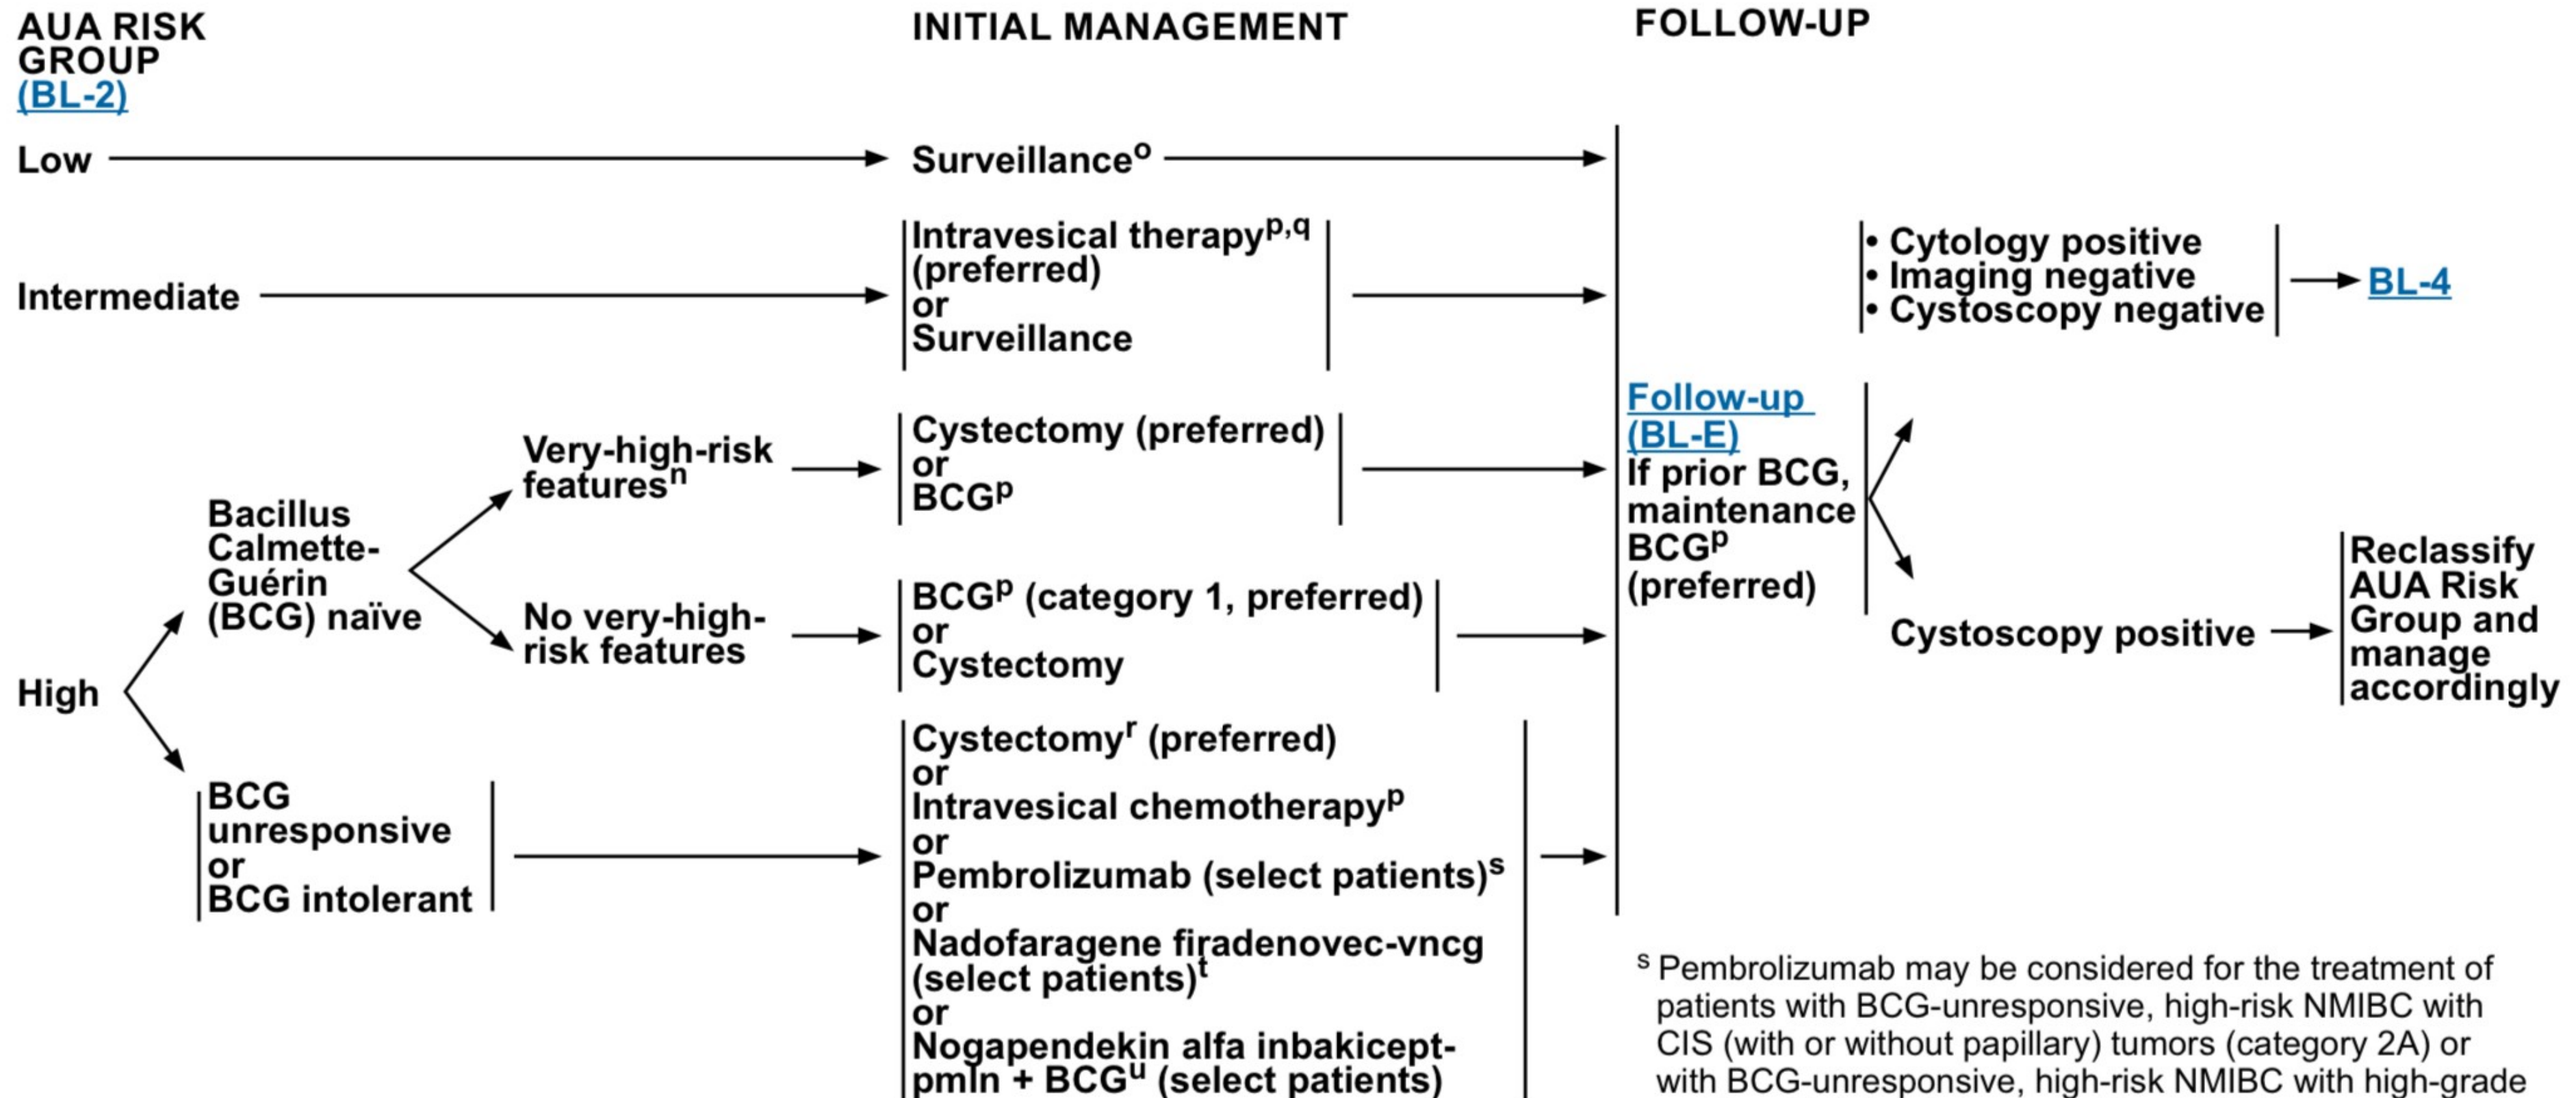 AUA RISK
GROUP
(BL-2)
INITIAL MANAGEMENT
FOLLOW-UP
Low
Surveillanceᵒ
Intermediate
Intravesical therapyᵖ,q
(preferred)
or
Surveillance
High
Bacillus
Calmette-
Guérin
(BCG) naïve
Very-high-risk
featuresⁿ
Cystectomy (preferred)
or
BCGᵖ
No very-high-
risk features
BCGᵖ (category 1, preferred)
or
Cystectomy
BCG
unresponsive
or
BCG intolerant
Cystectomyʳ (preferred)
or
Intravesical chemotherapyᵖ
or
Pembrolizumab (select patients)ˢ
or
Nadofaragene firadenovec-vncg
(select patients)ᵗ
or
Nogapendekin alfa inbakicept-
pmln + BCGᵘ (select patients)
Follow-up
(BL-E)
If prior BCG,
maintenance
BCGᵖ
(preferred)
• Cytology positive
• Imaging negative
• Cystoscopy negative
BL-4
Cystoscopy positive
Reclassify
AUA Risk
Group and
manage
accordingly
ˢ Pembrolizumab may be considered for the treatment of
patients with BCG-unresponsive, high-risk NMIBC with
CIS (with or without papillary) tumors (category 2A) or
with BCG-unresponsive, high-risk NMIBC with high-grade